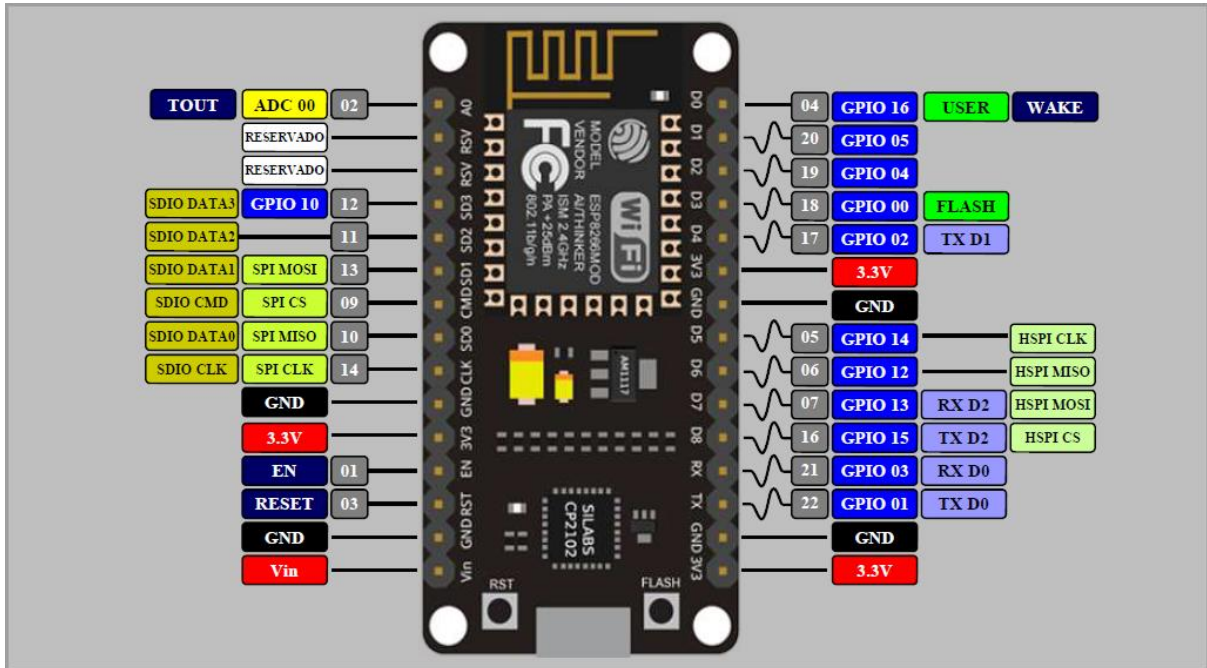 TOUT ADC 00 02
RESERVADO
RESERVADO
SDIO DATA3 GPIO 10 12
SDIO DATA2 11
SDIO DATA1 SPI MOSI 13
SDIO CMD SPI CS 09
SDIO DATA0 SPI MISO 10
SDIO CLK SPI CLK 14
GND
3.3V
EN 01
RESET 03
GND
Vin
A0
RSV
RSV
SD3
SD2
SD1
CMD
SD0
CLK
GND
3V3
EN
RST
GND
Vin
MODEL
VENDOR
ESP8266MOD
AI/THINKER
ISM 2.4GHz
PA +25dBm
802.11b/g/n
FC
WiFi
AM1117
SILABS
CP2102
RST
FLASH
D0
D1
D2
D3
D4
3V3
GND
D5
D6
D7
D8
RX
TX
GND
3V3
04 GPIO 16 USER WAKE
20 GPIO 05
19 GPIO 04
18 GPIO 00 FLASH
17 GPIO 02 TX D1
3.3V
GND
05 GPIO 14 HSPI CLK
06 GPIO 12 HSPI MISO
07 GPIO 13 RX D2 HSPI MOSI
16 GPIO 15 TX D2 HSPI CS
21 GPIO 03 RX D0
22 GPIO 01 TX D0
GND
3.3V